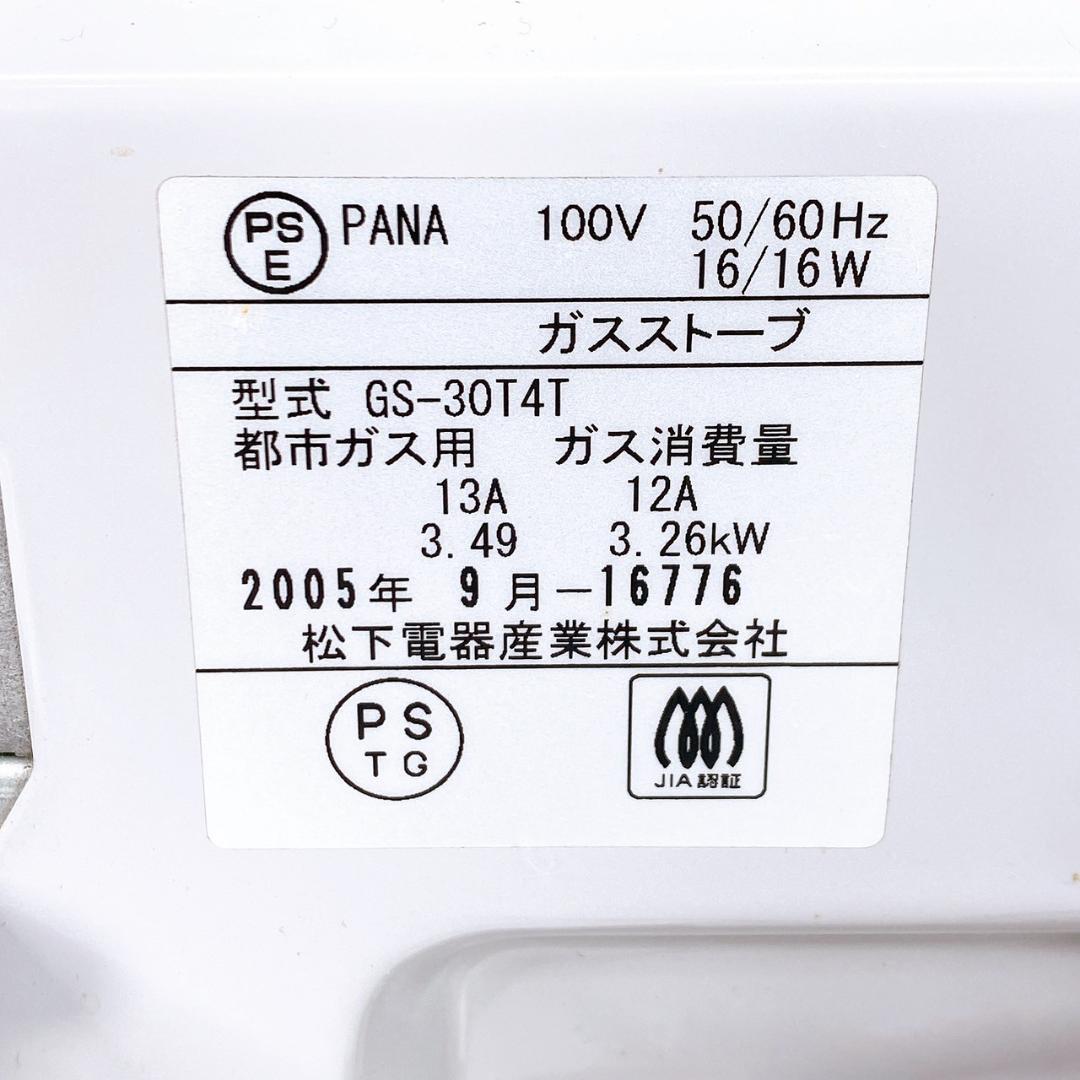 PS E PANA 100V 50/60Hz
16/16W
ガスストーブ
型式 GS-30T4T
都市ガス用 ガス消費量
13A 12A
3.49 3.26kW
2005年 9月-16776
松下電器産業株式会社
PS TG
JIA認証